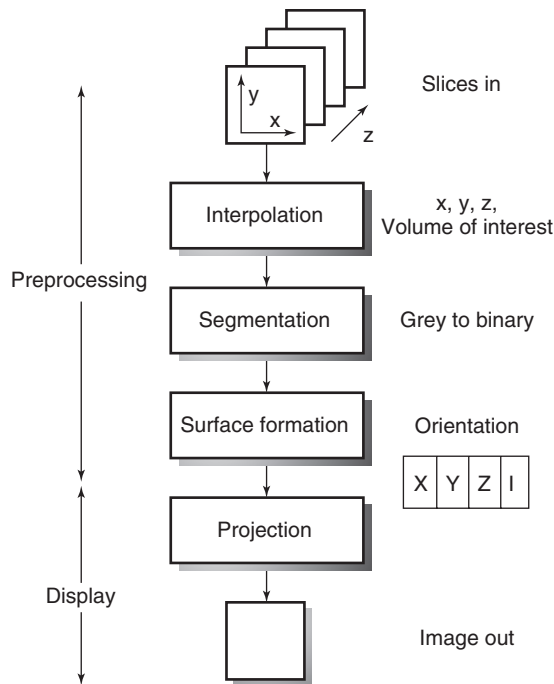 Slices in
y
x
z
Interpolation
x, y, z,
Volume of interest
Preprocessing
Segmentation
Grey to binary
Surface formation
Orientation
X Y Z I
Projection
Display
Image out